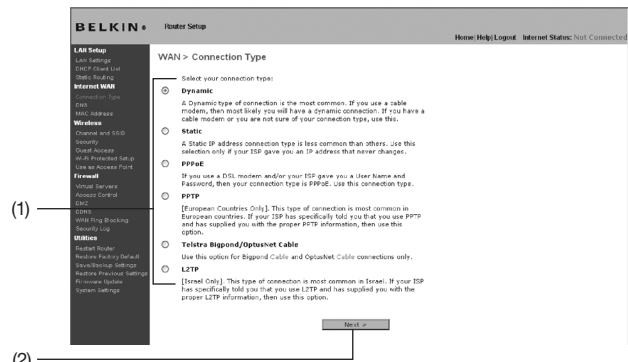 BELKIN Router Setup
Home|Help|Logout Internet Status: Not Connected
LAN Setup
LAN Settings
DHCP Client List
Static Routing
Internet WAN
Connection Type
DNS
MAC Address
Wireless
Channel and SSID
Security
Guest Access
Wi-Fi Protected Setup
Use as Access Point
Firewall
Virtual Servers
Access Control
DMZ
DDNS
WAN Ping Blocking
Security Log
Utilities
Restart Router
Restore Factory Default
Save/Backup Settings
Restore Previous Settings
Firmware Update
System Settings
WAN > Connection Type
Select your connection type:
Dynamic
A Dynamic type of connection is the most common. If you use a cable
modem, then most likely you will have a dynamic connection. If you have a
cable modem or you are not sure of your connection type, use this.
Static
A Static IP address connection type is less common than others. Use this
selection only if your ISP gave you an IP address that never changes.
PPPoE
If you use a DSL modem and/or your ISP gave you a User Name and
Password, then your connection type is PPPoE. Use this connection type.
PPTP
[European Countries Only]. This type of connection is most common in
European countries. If your ISP has specifically told you that you use PPTP
and has supplied you with the proper PPTP information, then use this
option.
Telstra Bigpond/OptusNet Cable
Use this option for Bigpond Cable and OptusNet Cable connections only.
L2TP
[Israel Only]. This type of connection is most common in Israel. If your ISP
has specifically told you that you use L2TP and has supplied you with the
proper L2TP information, then use this option.
Next >
(1)
(2)